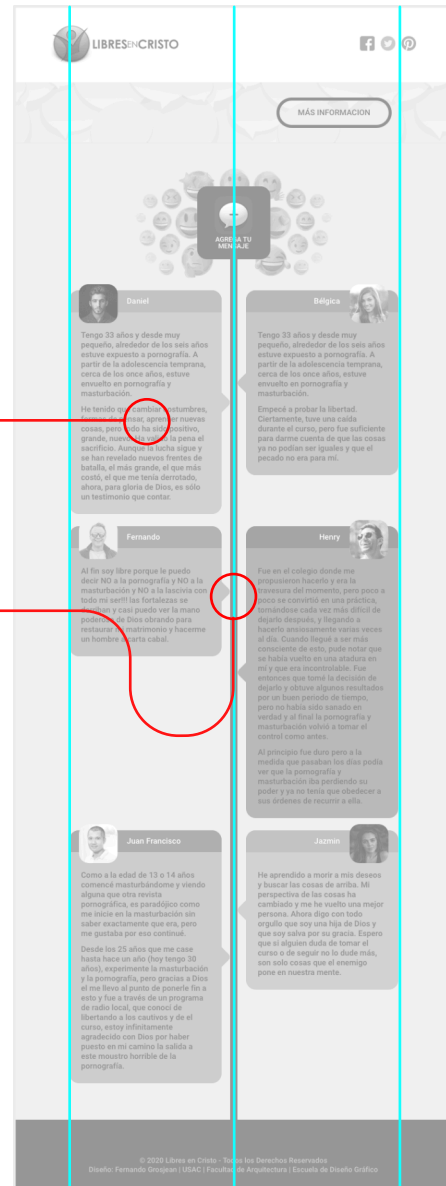 LIBRESENCRISTO
MÁS INFORMACION
AGREGA TU
MENSAJE
Daniel
Tengo 33 años y desde muy
pequeño, alrededor de los seis años
estuve expuesto a pornografía. A
partir de la adolescencia temprana,
cerca de los once años, estuve
envuelto en pornografía y
masturbación.
He tenido que cambiar costumbres,
formas de pensar, aprender nuevas
cosas, pero todo ha sido positivo,
grande, nuevo. Ha valido la pena el
sacrificio. Aunque la lucha sigue y
se han revelado nuevos frentes de
batalla, el más grande, el que más
costó, el que me tenía derrotado,
ahora, para gloria de Dios, es sólo
un testimonio que contar.
Bélgica
Tengo 33 años y desde muy
pequeño, alrededor de los seis años
estuve expuesto a pornografía. A
partir de la adolescencia temprana,
cerca de los once años, estuve
envuelto en pornografía y
masturbación.
Empecé a probar la libertad.
Ciertamente, tuve una caída
durante el curso, pero fue suficiente
para darme cuenta de que las cosas
ya no podían ser iguales y que el
pecado no era para mí.
Fernando
Al fin soy libre porque le puedo
decir NO a la pornografía y NO a la
masturbación y NO a la lascivia con
todo mi ser!!! las fortalezas se
derriban y casi puedo ver la mano
poderosa de Dios obrando para
restaurar mi matrimonio y hacerme
un hombre a carta cabal.
Henry
Fue en el colegio donde me
propusieron hacerlo y era la
travesura del momento, pero poco a
poco se convirtió en una práctica,
tornándose cada vez más difícil de
dejarlo después, y llegando a
hacerlo ansiosamente varias veces
al día. Cuando llegué a ser más
consciente de esto, pude notar que
se había vuelto en una atadura en
mí y que era incontrolable. Fue
entonces que tomé la decisión de
dejarla y obtuve algunos resultados
por un buen periodo de tiempo,
pero no había sido sanado en
verdad y al final la pornografía y
masturbación volvió a tomar el
control como antes.
Al principio fue duro pero a la
medida que pasaban los días podía
ver que la pornografía y
masturbación iba perdiendo su
poder y ya no tenía que obedecer a
sus órdenes de recurrir a ella.
Juan Francisco
Como a la edad de 13 o 14 años
comencé masturbándome y viendo
alguna que otra revista
pornográfica, es paradójico como
me inicie en la masturbación sin
saber exactamente que era, pero
me gustaba por eso continué.
Desde los 25 años que me case
hasta hace un año (hoy tengo 30
años), experimente la masturbación
y la pornografía, pero gracias a Dios
el me llevo al punto de ponerle fin a
esto y fue a través de un programa
de radio local, que conocí de
libertando a los cautivos y de el
curso, estoy infinitamente
agradecido con Dios por haber
puesto en mi camino la salida a
este moustro horrible de la
pornografía.
Jazmin
He aprendido a morir a mis deseos
y buscar las cosas de arriba. Mi
perspectiva de las cosas ha
cambiado y me he vuelto una mejor
persona. Ahora digo con todo
orgullo que soy una hija de Dios y
que soy salva por su gracia. Espero
que si alguien duda de tomar el
curso o de seguir no lo dude más,
son solo cosas que el enemigo
pone en nuestra mente.
© 2020 Libres en Cristo - Todos los Derechos Reservados
Diseño: Fernando Grosjean | USAC | Facultad de Arquitectura | Escuela de Diseño Gráfico